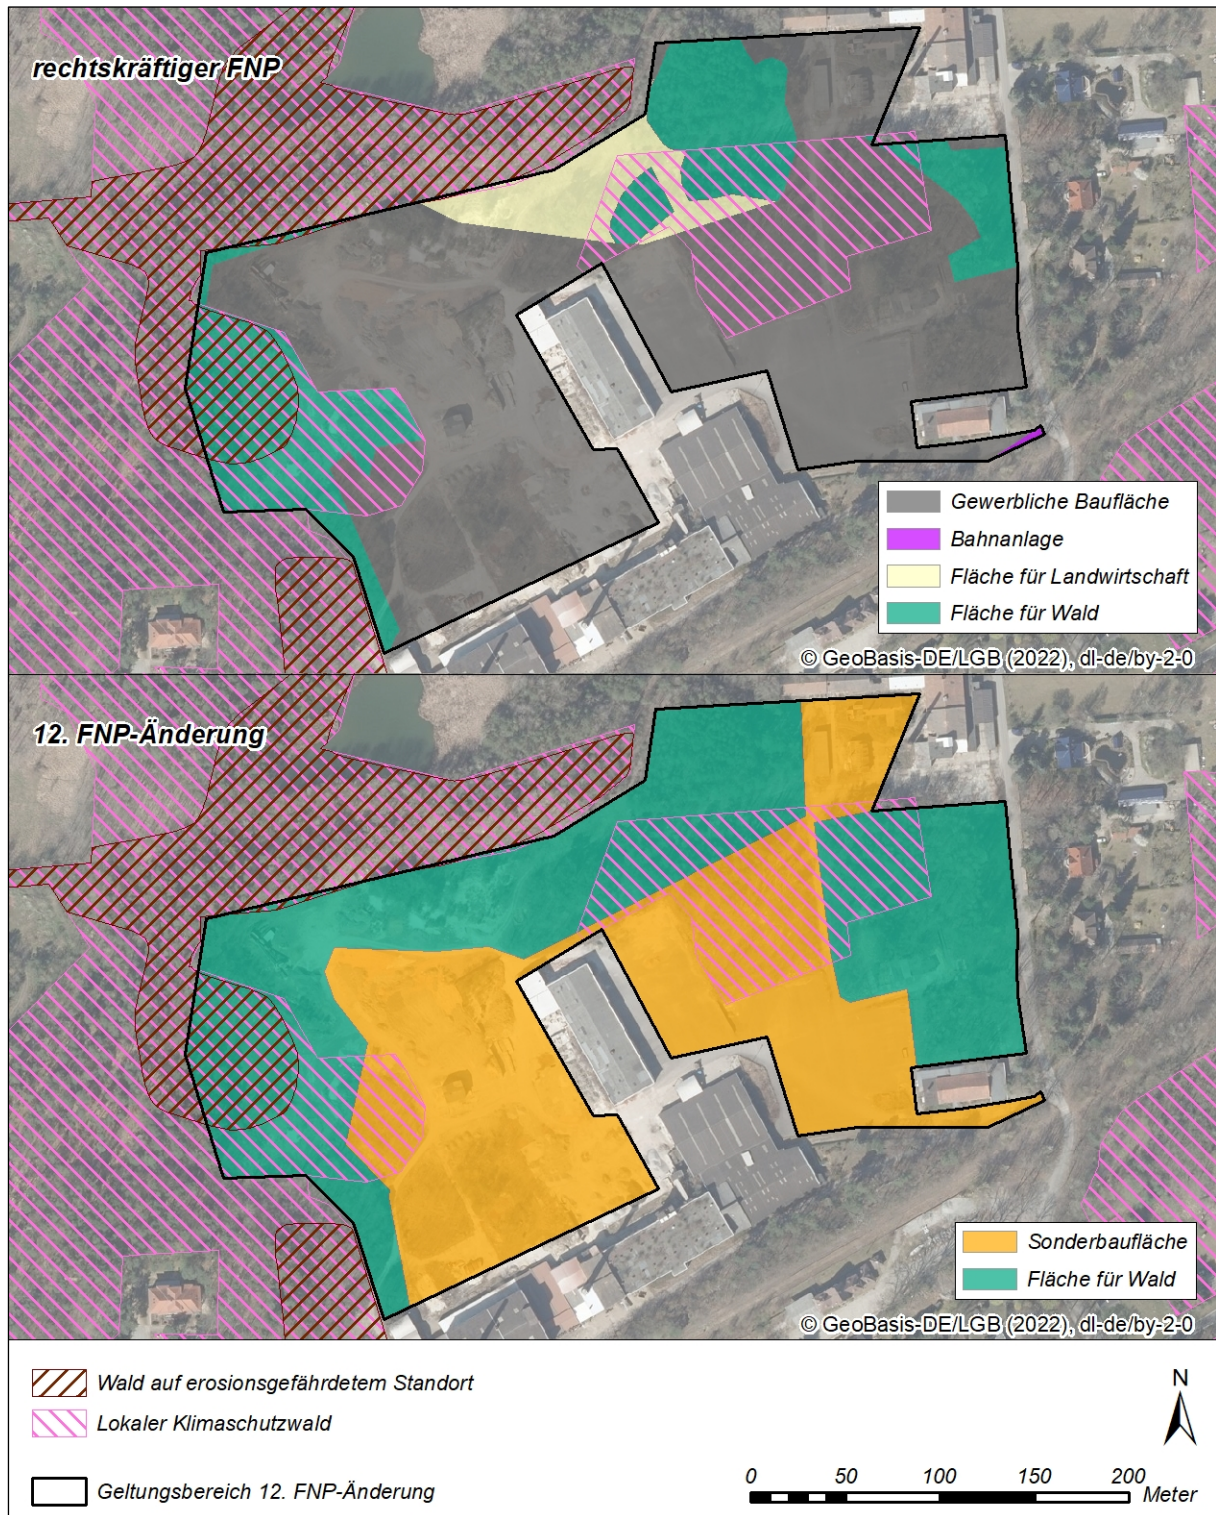 rechtskräftiger FNP
Gewerbliche Baufläche
Bahnanlage
Fläche für Landwirtschaft
Fläche für Wald
© GeoBasis-DE/LGB (2022), dl-de/by-2-0
12. FNP-Änderung
Sonderbaufläche
Fläche für Wald
© GeoBasis-DE/LGB (2022), dl-de/by-2-0
Wald auf erosionsgefährdetem Standort
Lokaler Klimaschutzwald
Geltungsbereich 12. FNP-Änderung
N
0 50 100 150 200
Meter